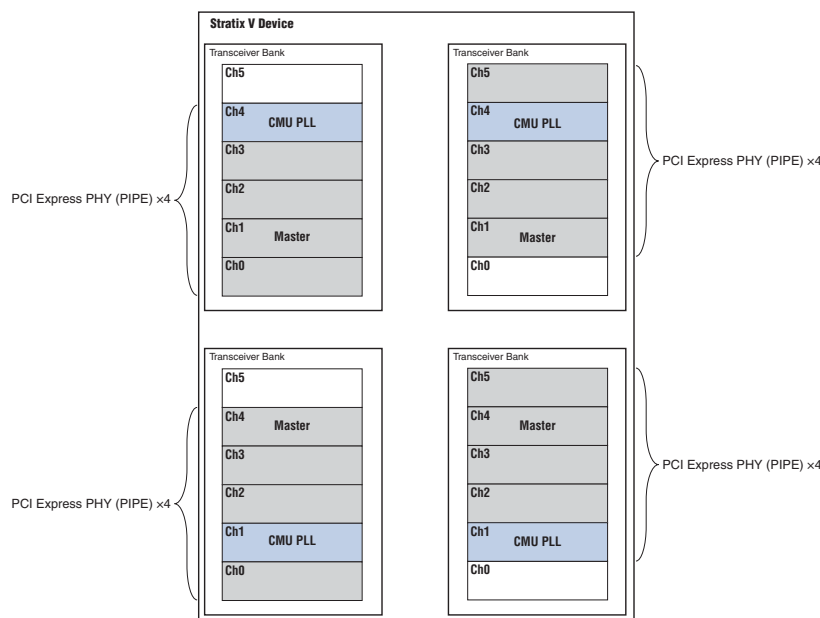 Stratix V Device
Transceiver Bank
Ch5
Ch4
CMU PLL
Ch3
Ch2
Ch1
Master
Ch0
PCI Express PHY (PIPE) ×4
Transceiver Bank
Ch5
Ch4
CMU PLL
Ch3
Ch2
Ch1
Master
Ch0
PCI Express PHY (PIPE) ×4
Transceiver Bank
Ch5
Ch4
Master
Ch3
Ch2
Ch1
CMU PLL
Ch0
PCI Express PHY (PIPE) ×4
Transceiver Bank
Ch5
Ch4
Master
Ch3
Ch2
Ch1
CMU PLL
Ch0
PCI Express PHY (PIPE) ×4